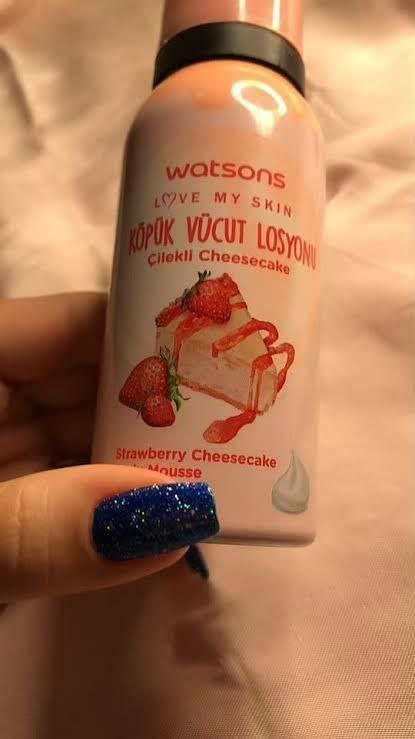 watsons
LOVE MY SKIN
KÖPÜK VÜCUT LOSYONU
Çilekli Cheesecake
Strawberry Cheesecake
Mousse